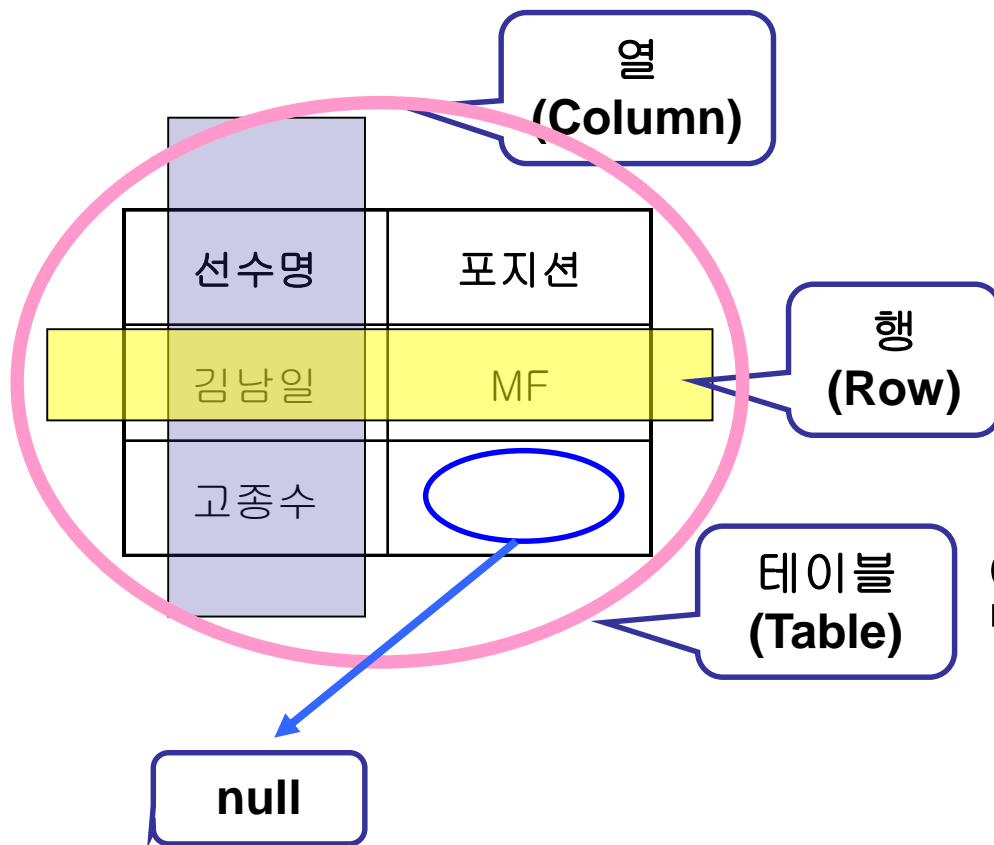 열
(Column)
선수명 포지션
김남일 MF
고종수
행
(Row)
테이블
(Table)
null